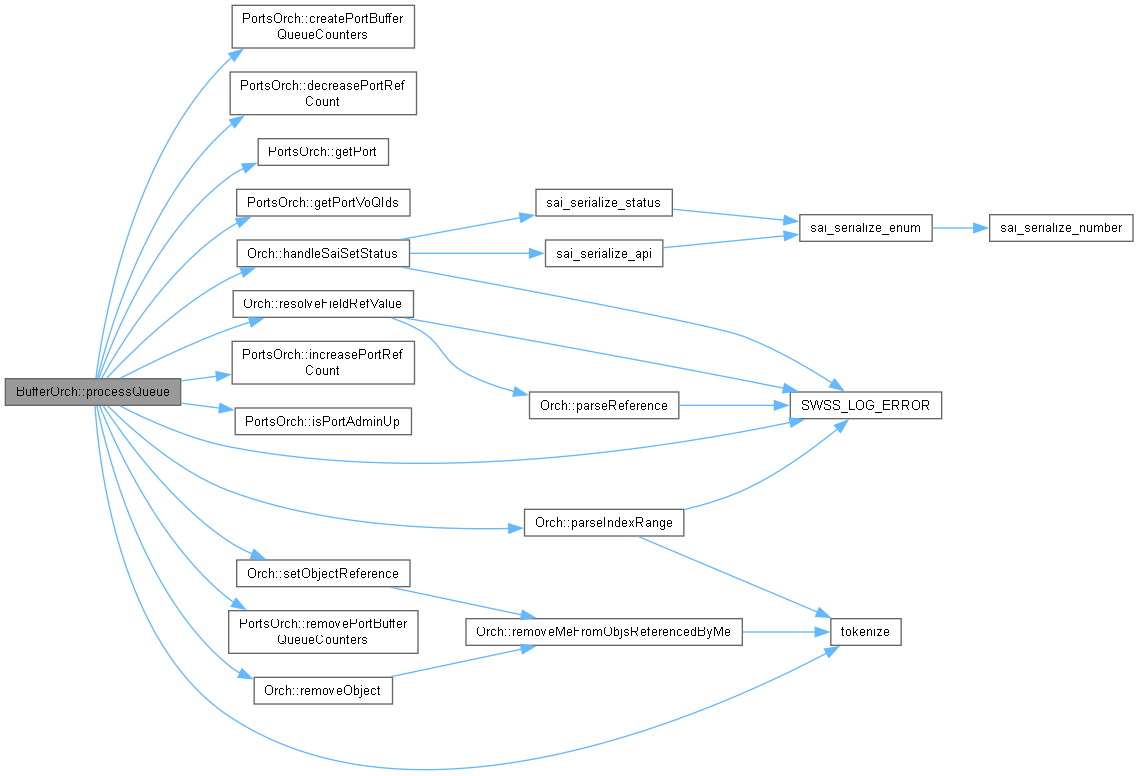 PortsOrch::createPortBuffer
QueueCounters
PortsOrch::decreasePortRef
Count
PortsOrch::getPort
PortsOrch::getPortVoQIds
sai_serialize_status
sai_serialize_enum
sai_serialize_number
Orch::handleSaiSetStatus
sai_serialize_api
Orch::resolveFieldRefValue
PortsOrch::increasePortRef
Count
BufferOrch::processQueue
Orch::parseReference
SWSS_LOG_ERROR
PortsOrch::isPortAdminUp
Orch::parseIndexRange
Orch::setObjectReference
PortsOrch::removePortBuffer
QueueCounters
Orch::removeMeFromObjsReferencedByMe
tokenize
Orch::removeObject